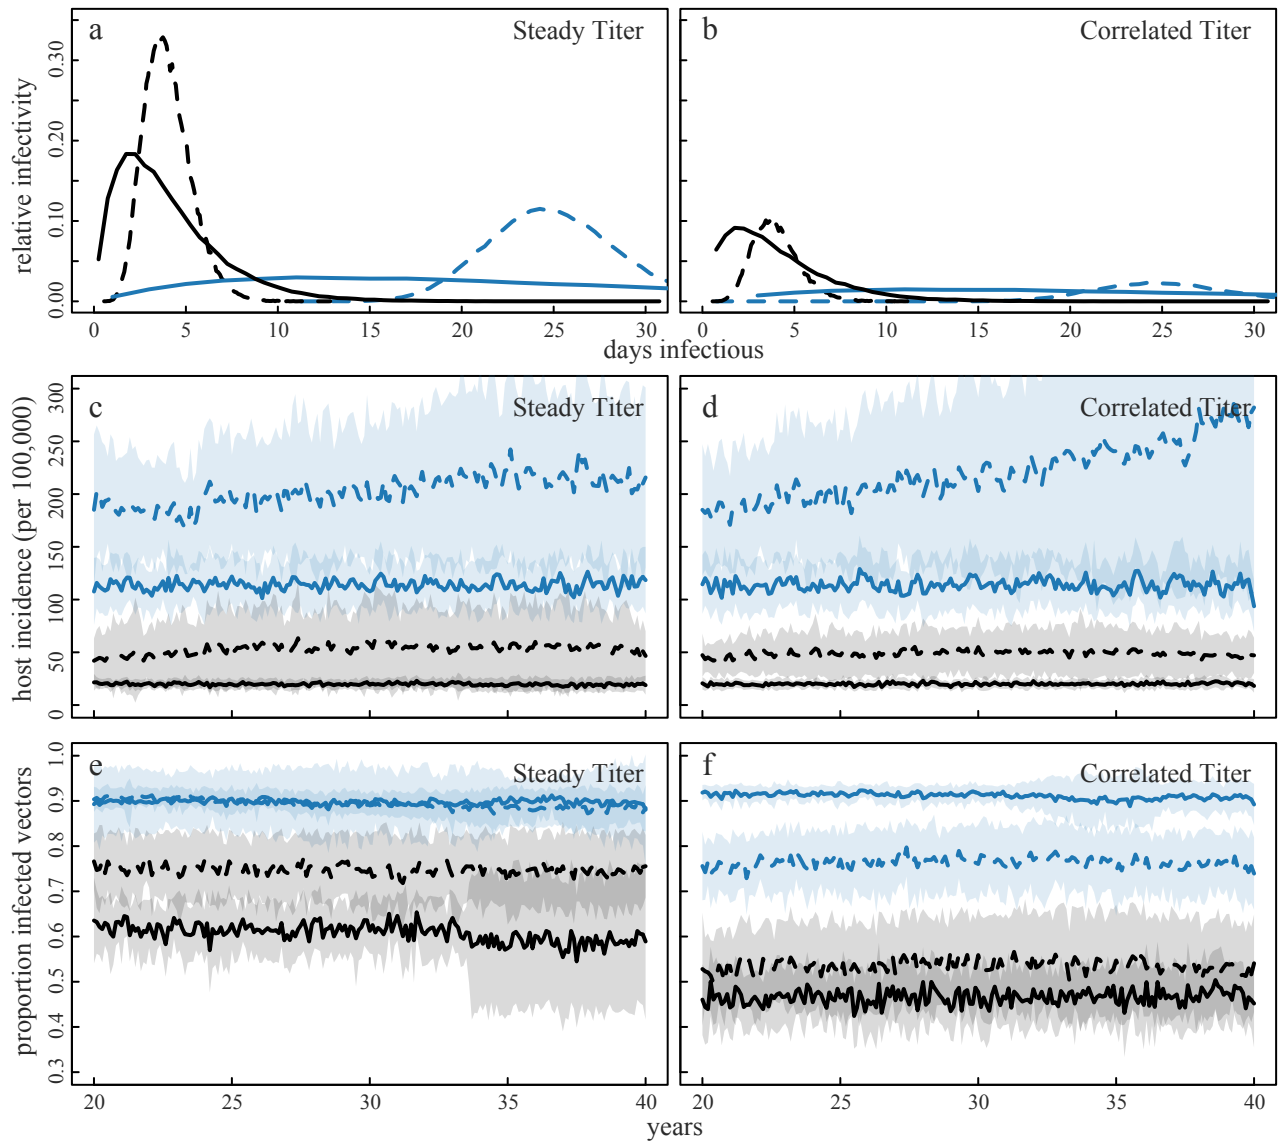 a Steady Titer
b Correlated Titer
relative infectivity
0.00 0.10 0.20 0.30
0 5 10 15 20 25 30
0 5 10 15 20 25 30
days infectious
c Steady Titer
d Correlated Titer
host incidence (per 100,000)
0 50 100 150 200 250 300
e Steady Titer
f Correlated Titer
proportion infected vectors
0.3 0.4 0.5 0.6 0.7 0.8 0.9 1.0
20 25 30 35 40
20 25 30 35 40
years